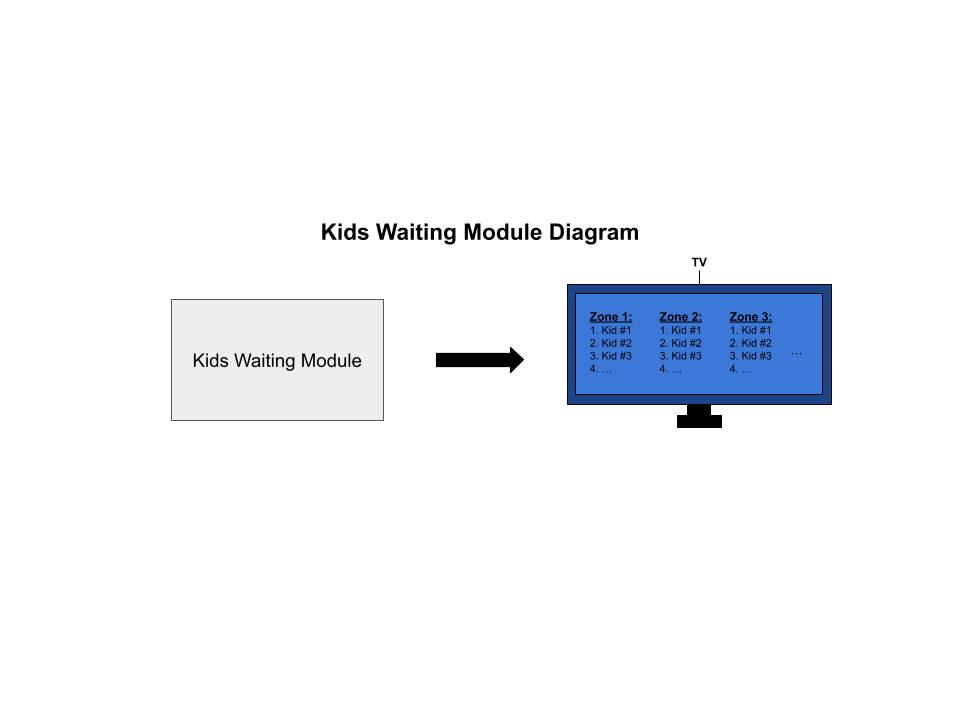 Kids Waiting Module Diagram
TV
Kids Waiting Module
Zone 1:
1. Kid #1
2. Kid #2
3. Kid #3
4. …
Zone 2:
1. Kid #1
2. Kid #2
3. Kid #3
4. …
Zone 3:
1. Kid #1
2. Kid #2
3. Kid #3
4. …
…